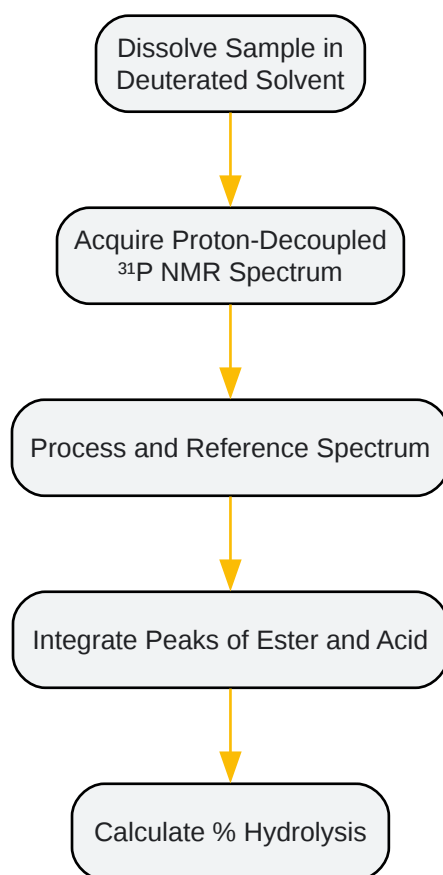 Dissolve Sample in
Deuterated Solvent
Acquire Proton-Decoupled
³¹P NMR Spectrum
Process and Reference Spectrum
Integrate Peaks of Ester and Acid
Calculate % Hydrolysis